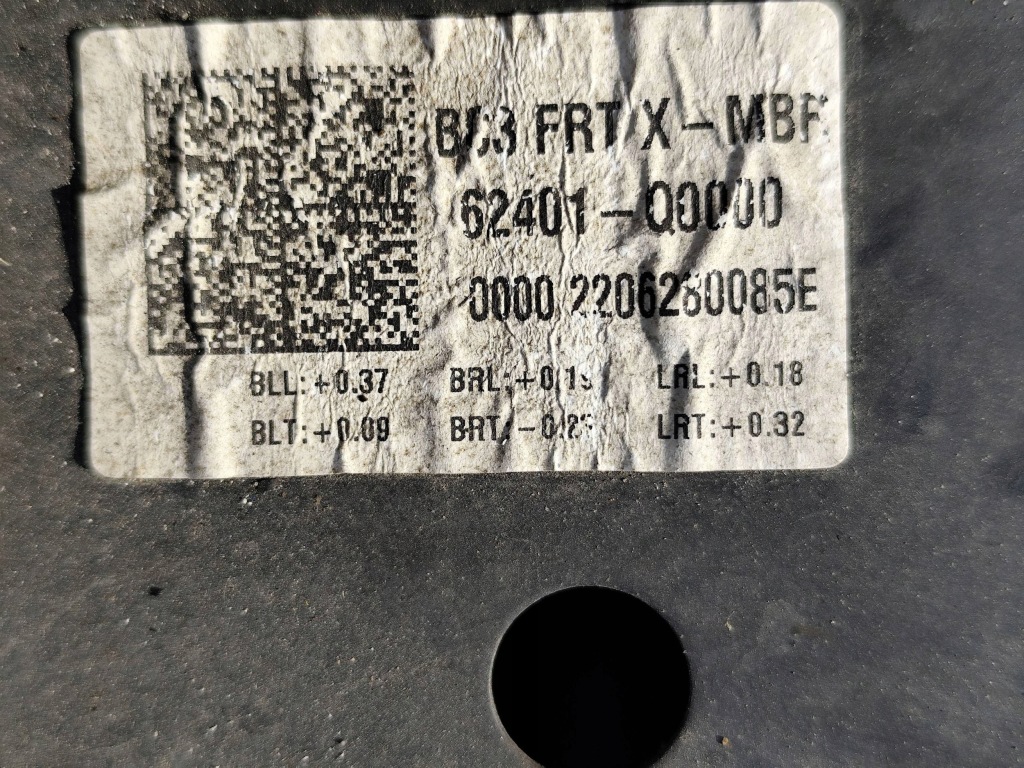 FRT X-MBR
62401-Q0000
0000 2206280085E
BLL:+0.37 LRL:+0.18
BLT:+0.09 LRT:+0.32